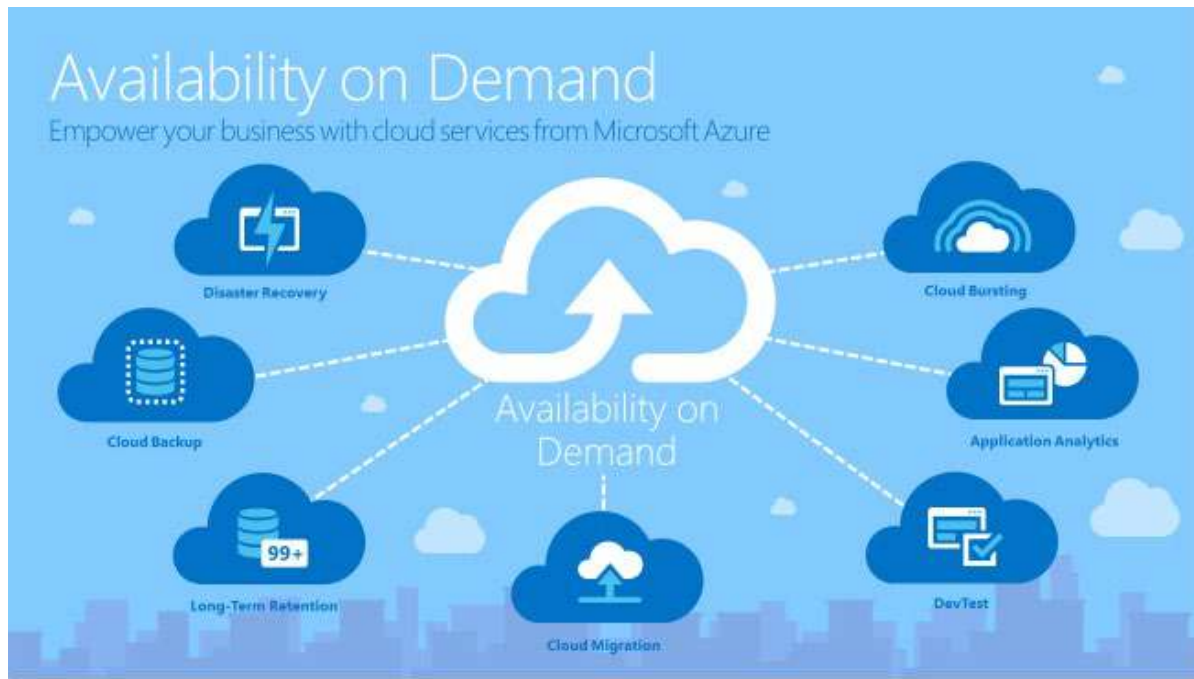 Availability on Demand
Empower your business with cloud services from Microsoft Azure
Disaster Recovery
Cloud Bursting
Cloud Backup
Availability on
Demand
Application Analytics
99+
Long-Term Retention
DevTest
Cloud Migration